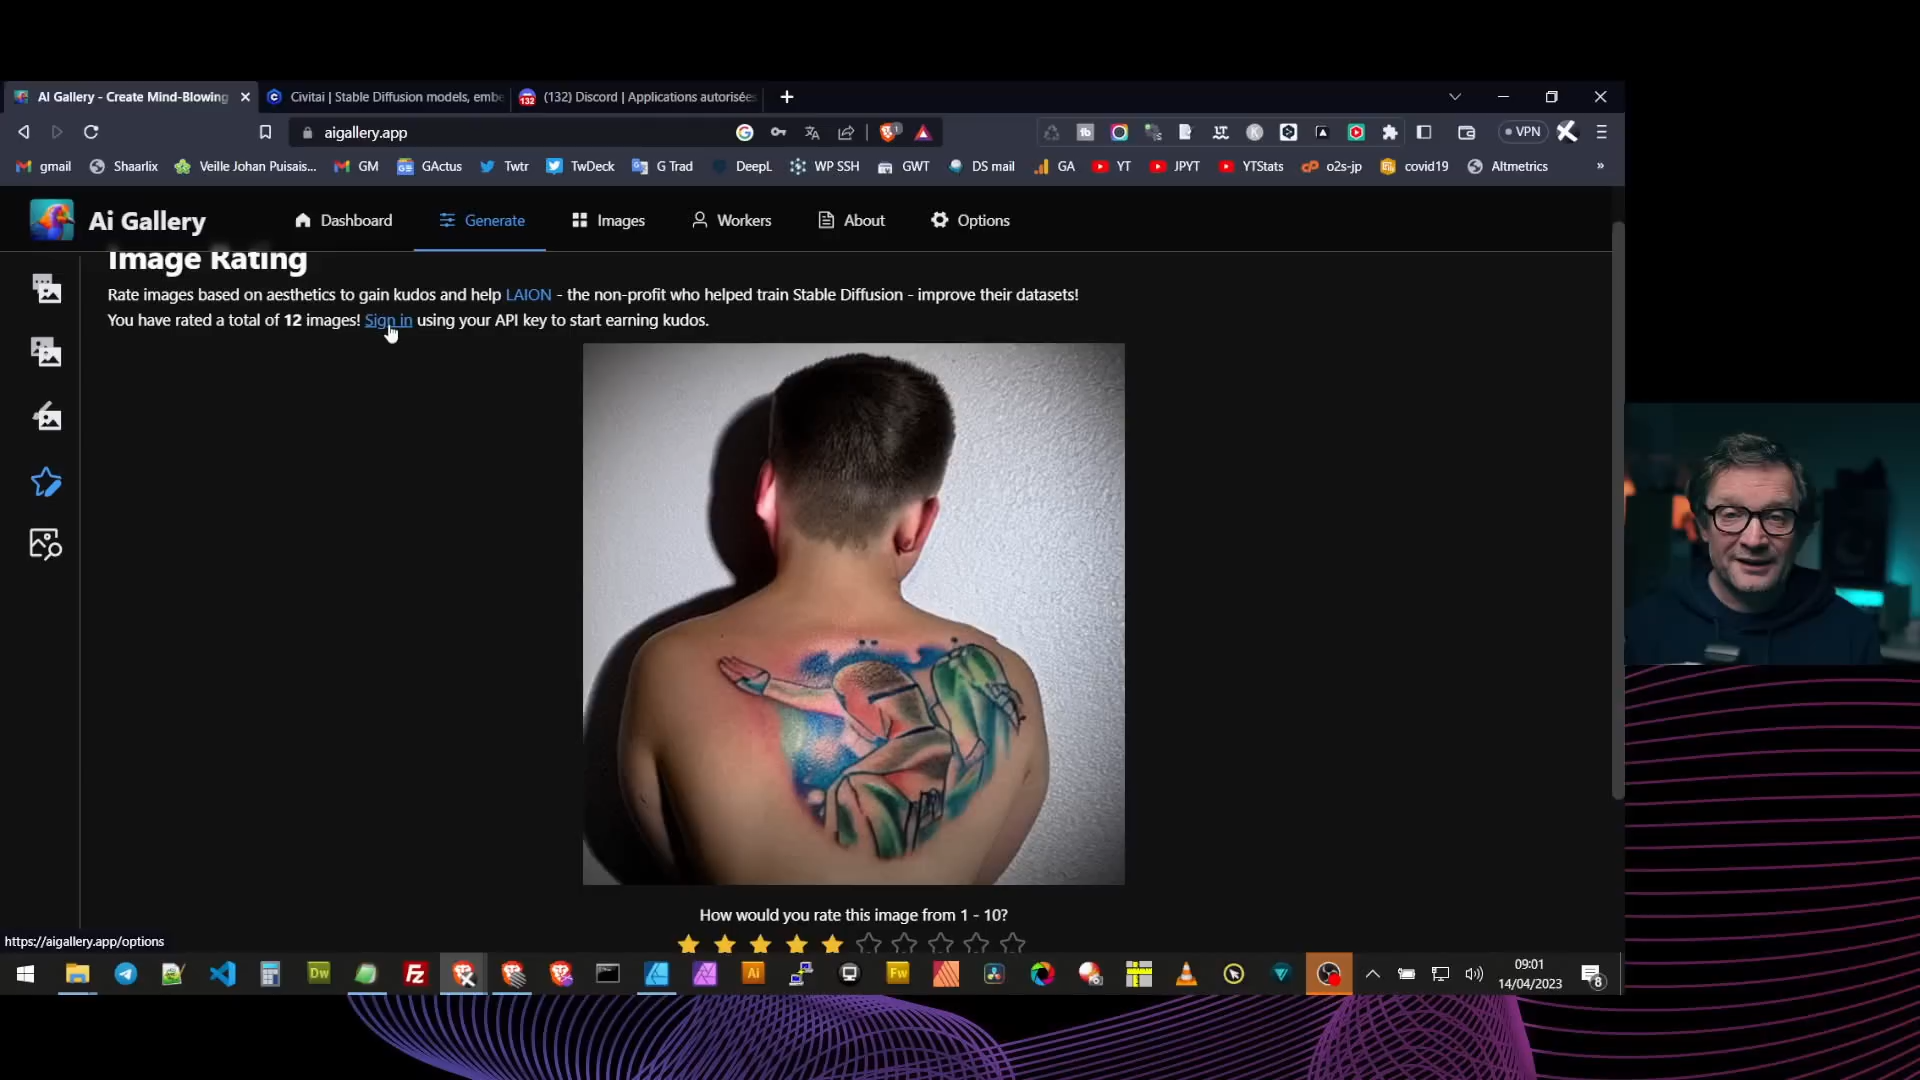 AI Gallery - Create Mind-Blowing
Civitai | Stable Diffusion models, embe
(132) Discord | Applications autorisées
aigallery.app
VPN
gmail
Shaarlix
Veille Johan Puisais...
GM
GActus
Twtr
TwDeck
G Trad
DeepL
WP SSH
GWT
DS mail
GA
YT
JPYT
YTStats
o2s-jp
covid19
Altmetrics
»
Ai Gallery
Dashboard
Generate
Images
Workers
About
Options
Image Rating
Rate images based on aesthetics to gain kudos and help LAION - the non-profit who helped train Stable Diffusion - improve their datasets!
You have rated a total of 12 images! Sign in using your API key to start earning kudos.
How would you rate this image from 1 - 10?
https://aigallery.app/options
Dw
Fz
Ai
Fw
09:01
14/04/2023
8